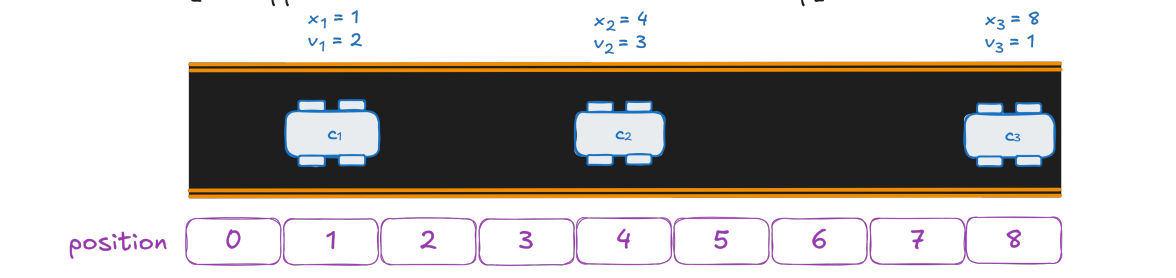 x₁ = 1 x₂ = 4 x₃ = 8
v₁ = 2 v₂ = 3 v₃ = 1
c₁ c₂ c₃
position 0 1 2 3 4 5 6 7 8